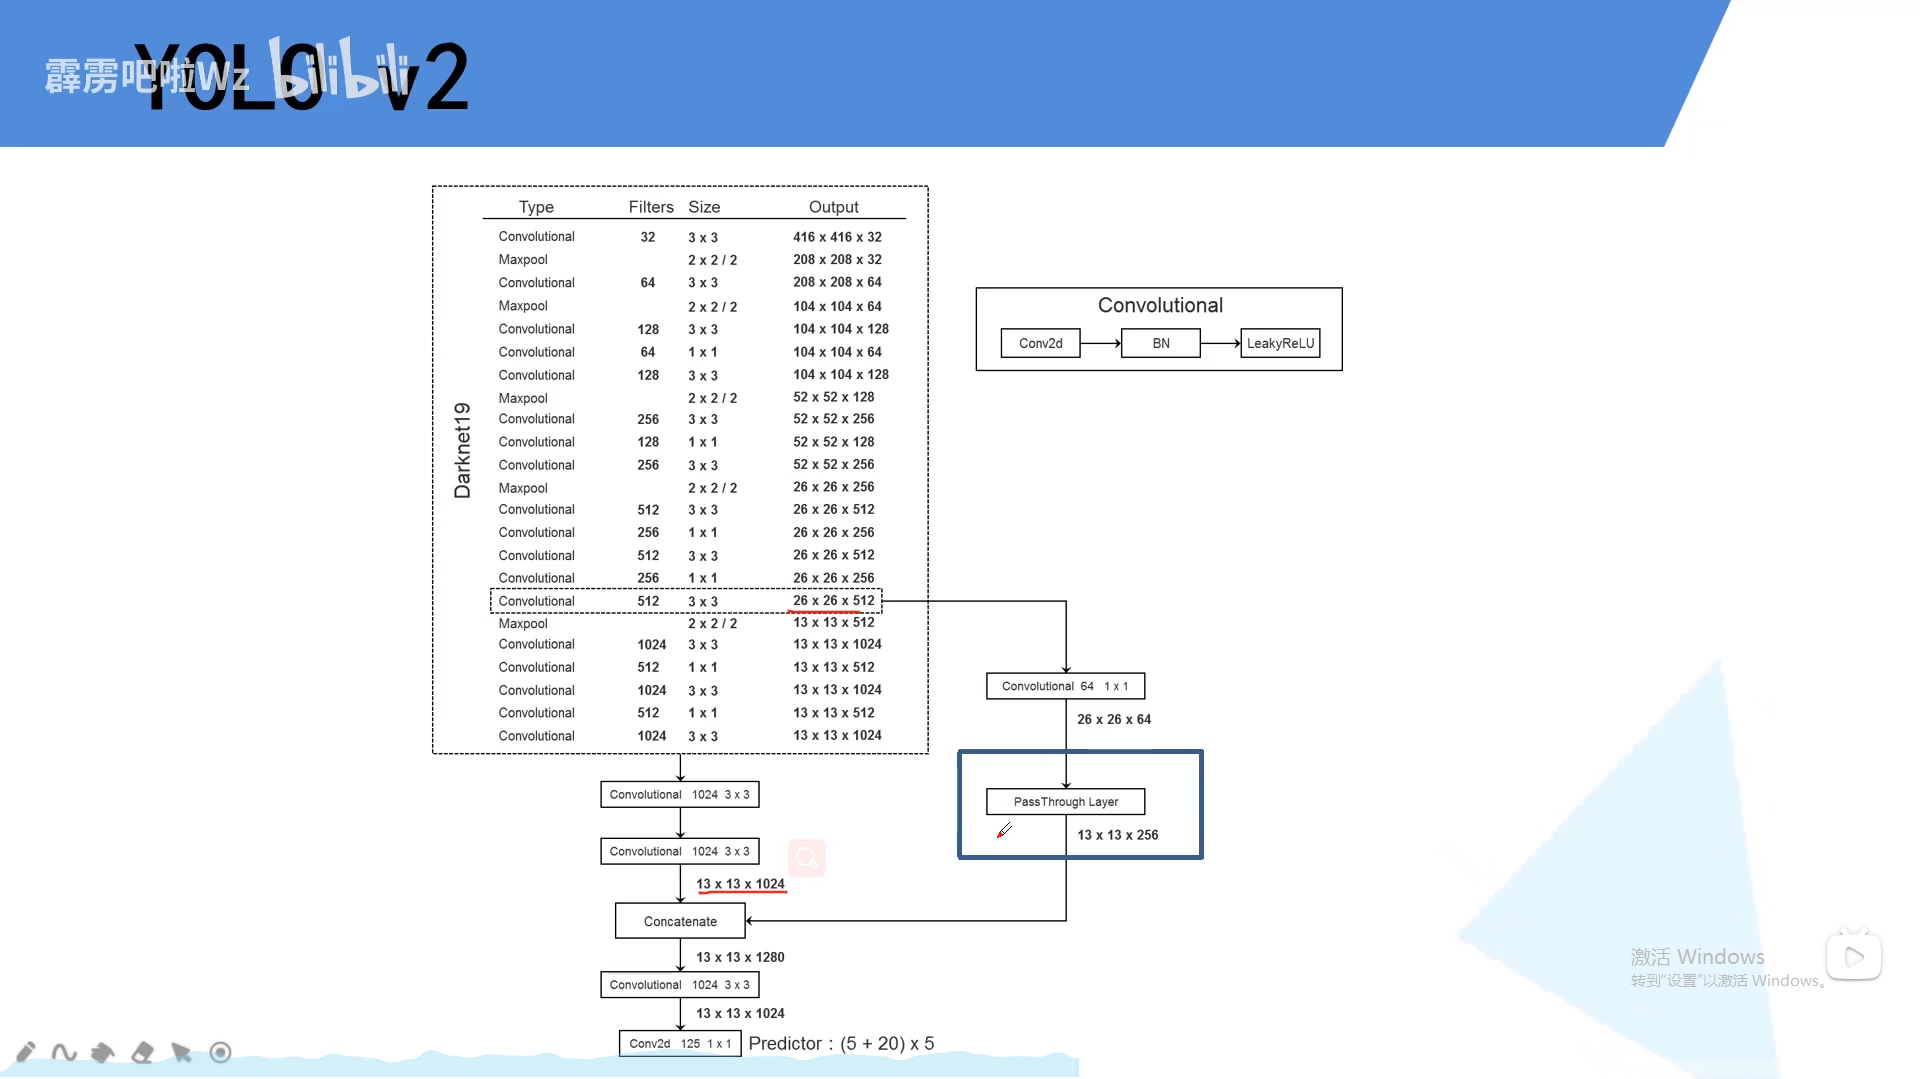 YOLO v2
霹雳吧啦Wz bilibili
Type Filters Size Output
Convolutional 32 3 x 3 416 x 416 x 32
Maxpool 2 x 2 / 2 208 x 208 x 32
Convolutional 64 3 x 3 208 x 208 x 64
Maxpool 2 x 2 / 2 104 x 104 x 64
Convolutional 128 3 x 3 104 x 104 x 128
Convolutional 64 1 x 1 104 x 104 x 64
Convolutional 128 3 x 3 104 x 104 x 128
Maxpool 2 x 2 / 2 52 x 52 x 128
Convolutional 256 3 x 3 52 x 52 x 256
Convolutional 128 1 x 1 52 x 52 x 128
Convolutional 256 3 x 3 52 x 52 x 256
Maxpool 2 x 2 / 2 26 x 26 x 256
Convolutional 512 3 x 3 26 x 26 x 512
Convolutional 256 1 x 1 26 x 26 x 256
Convolutional 512 3 x 3 26 x 26 x 512
Convolutional 256 1 x 1 26 x 26 x 256
Convolutional 512 3 x 3 26 x 26 x 512
Maxpool 2 x 2 / 2 13 x 13 x 512
Convolutional 1024 3 x 3 13 x 13 x 1024
Convolutional 512 1 x 1 13 x 13 x 512
Convolutional 1024 3 x 3 13 x 13 x 1024
Convolutional 512 1 x 1 13 x 13 x 512
Convolutional 1024 3 x 3 13 x 13 x 1024
Darknet19
Convolutional
Conv2d BN LeakyReLU
Convolutional 64 1 x 1
26 x 26 x 64
PassThrough Layer
13 x 13 x 256
Convolutional 1024 3 x 3
Convolutional 1024 3 x 3
13 x 13 x 1024
Concatenate
13 x 13 x 1280
Convolutional 1024 3 x 3
13 x 13 x 1024
Conv2d 125 1 x 1 Predictor : (5 + 20) x 5
激活 Windows
转到“设置”以激活 Windows。